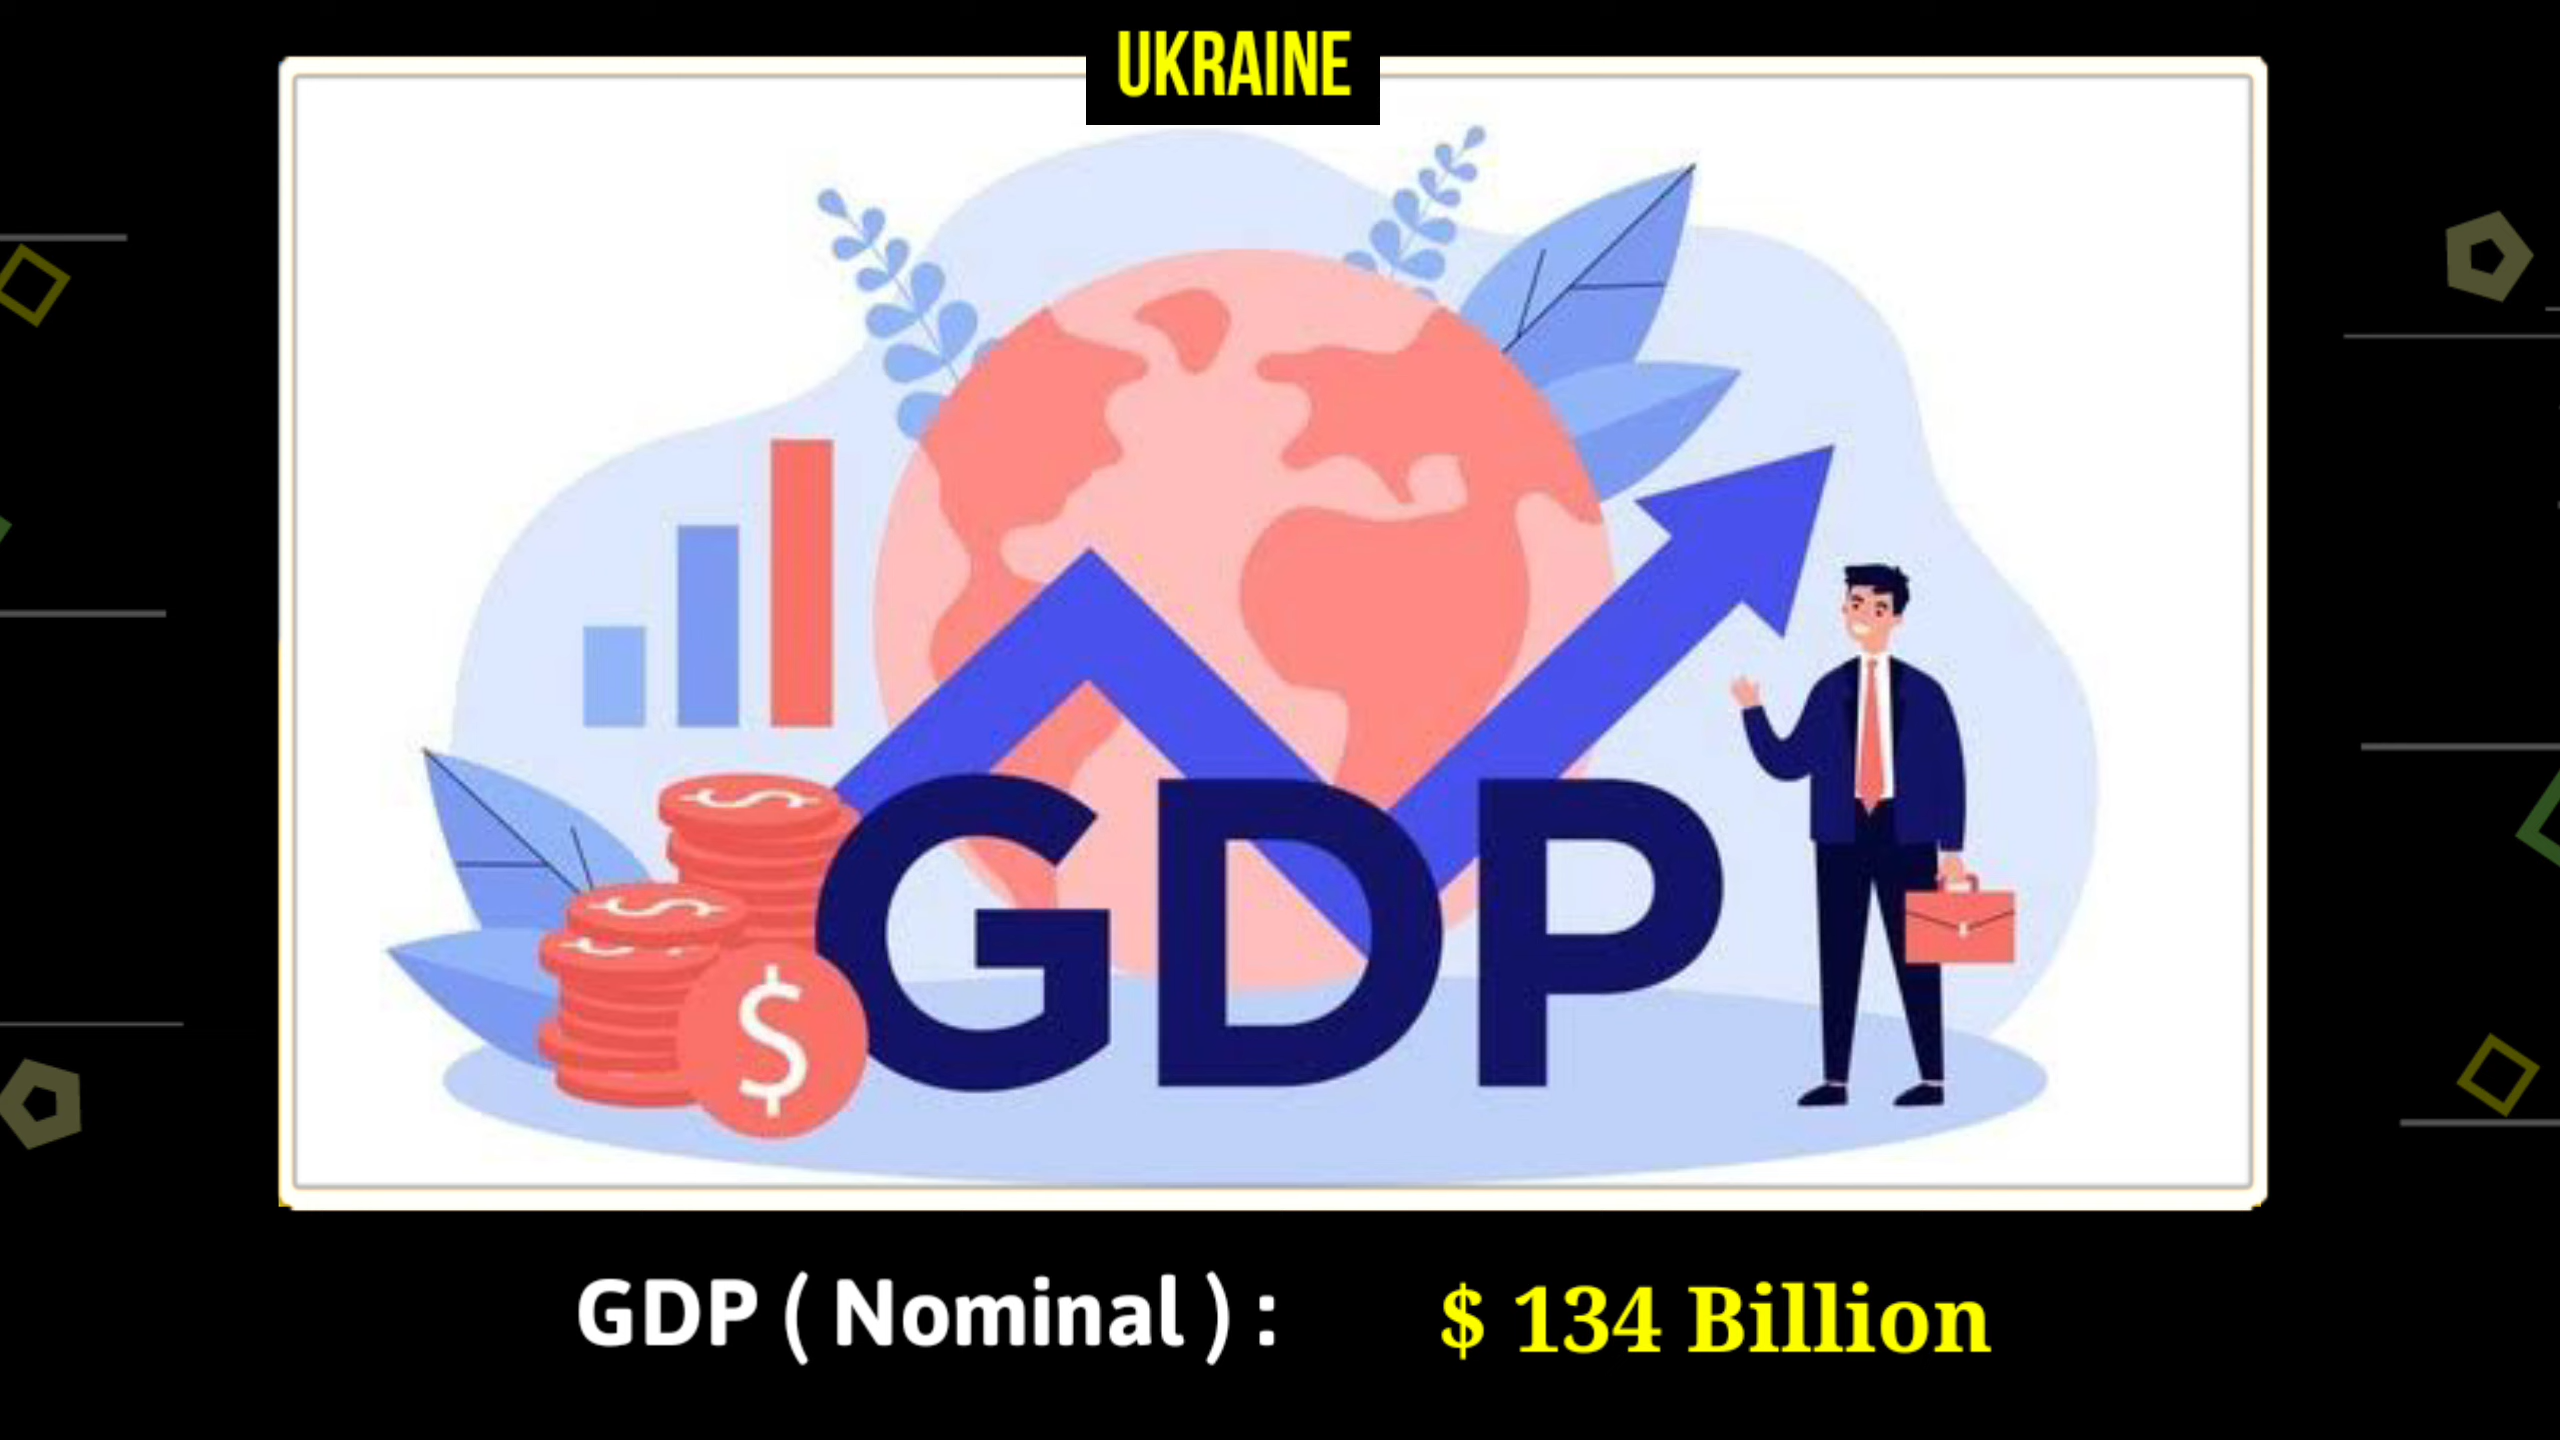 UKRAINE
$
$
$
GDP
GDP ( Nominal ) : $ 134 Billion